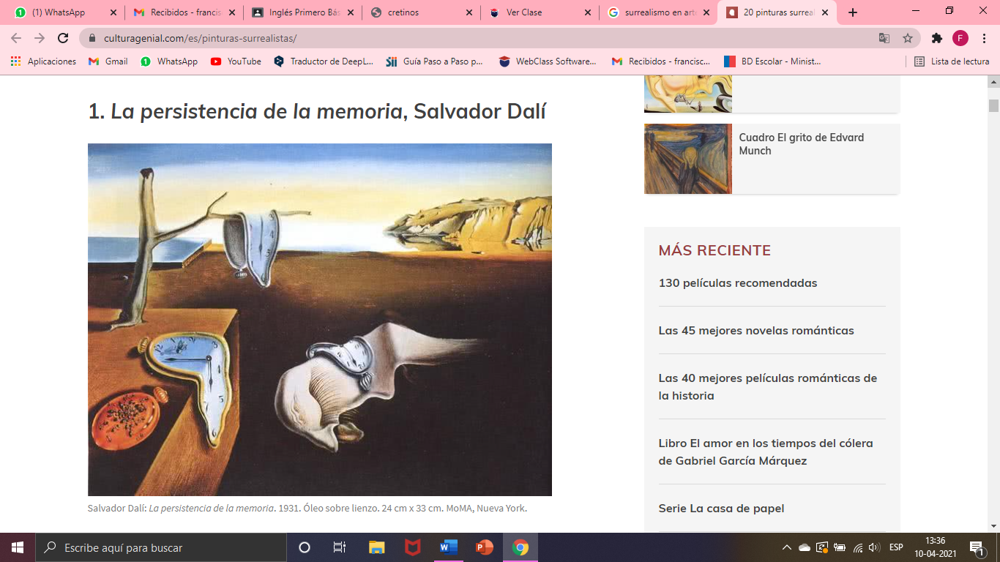 (1) WhatsApp
Recibidos - francis
Inglés Primero Bás
cretinos
Ver Clase
surrealismo en arte
20 pinturas surreal
culturagenial.com/es/pinturas-surrealistas/
F
Aplicaciones
Gmail
WhatsApp
YouTube
Traductor de DeepL...
Guía Paso a Paso p...
WebClass Software...
Recibidos - francisc...
BD Escolar - Minist...
Lista de lectura
1. La persistencia de la memoria, Salvador Dalí
Salvador Dalí: La persistencia de la memoria. 1931. Óleo sobre lienzo. 24 cm x 33 cm. MoMA, Nueva York.
Cuadro El grito de Edvard
Munch
MÁS RECIENTE
130 películas recomendadas
Las 45 mejores novelas románticas
Las 40 mejores películas románticas de
la historia
Libro El amor en los tiempos del cólera
de Gabriel García Márquez
Serie La casa de papel
Escribe aquí para buscar
ESP
13:36
10-04-2021
1